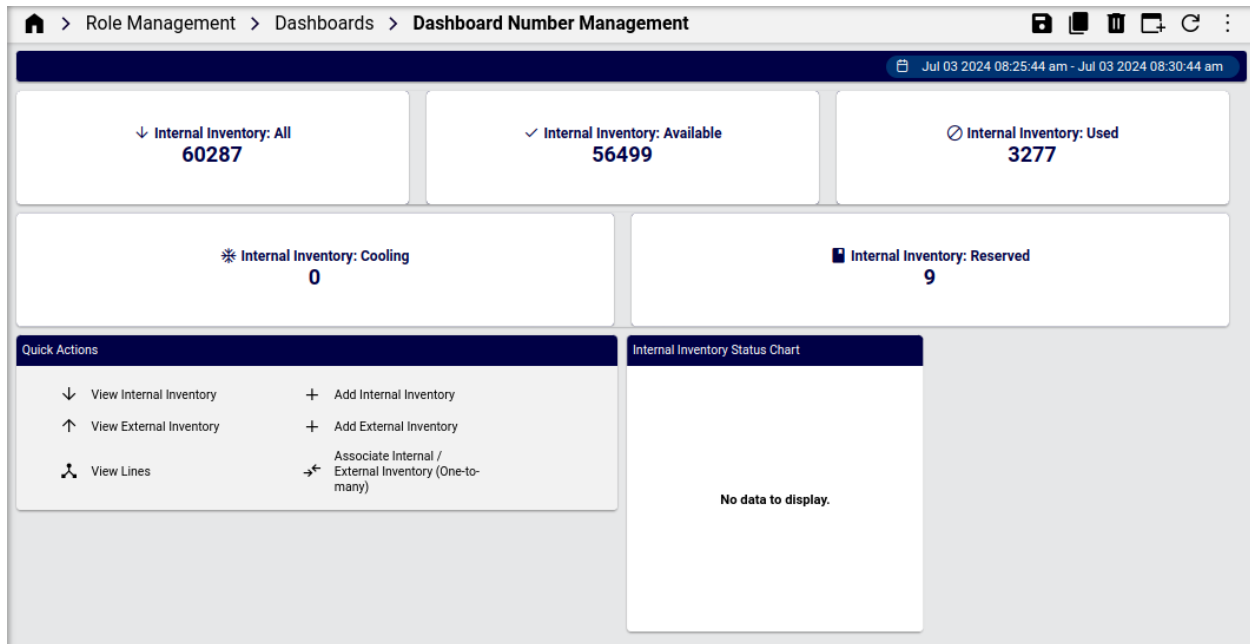 Role Management > Dashboards > Dashboard Number Management
Jul 03 2024 08:25:44 am - Jul 03 2024 08:30:44 am
Internal Inventory: All
60287
Internal Inventory: Available
56499
Internal Inventory: Used
3277
Internal Inventory: Cooling
0
Internal Inventory: Reserved
9
Quick Actions
View Internal Inventory
Add Internal Inventory
View External Inventory
Add External Inventory
View Lines
Associate Internal /
External Inventory (One-to-
many)
Internal Inventory Status Chart
No data to display.